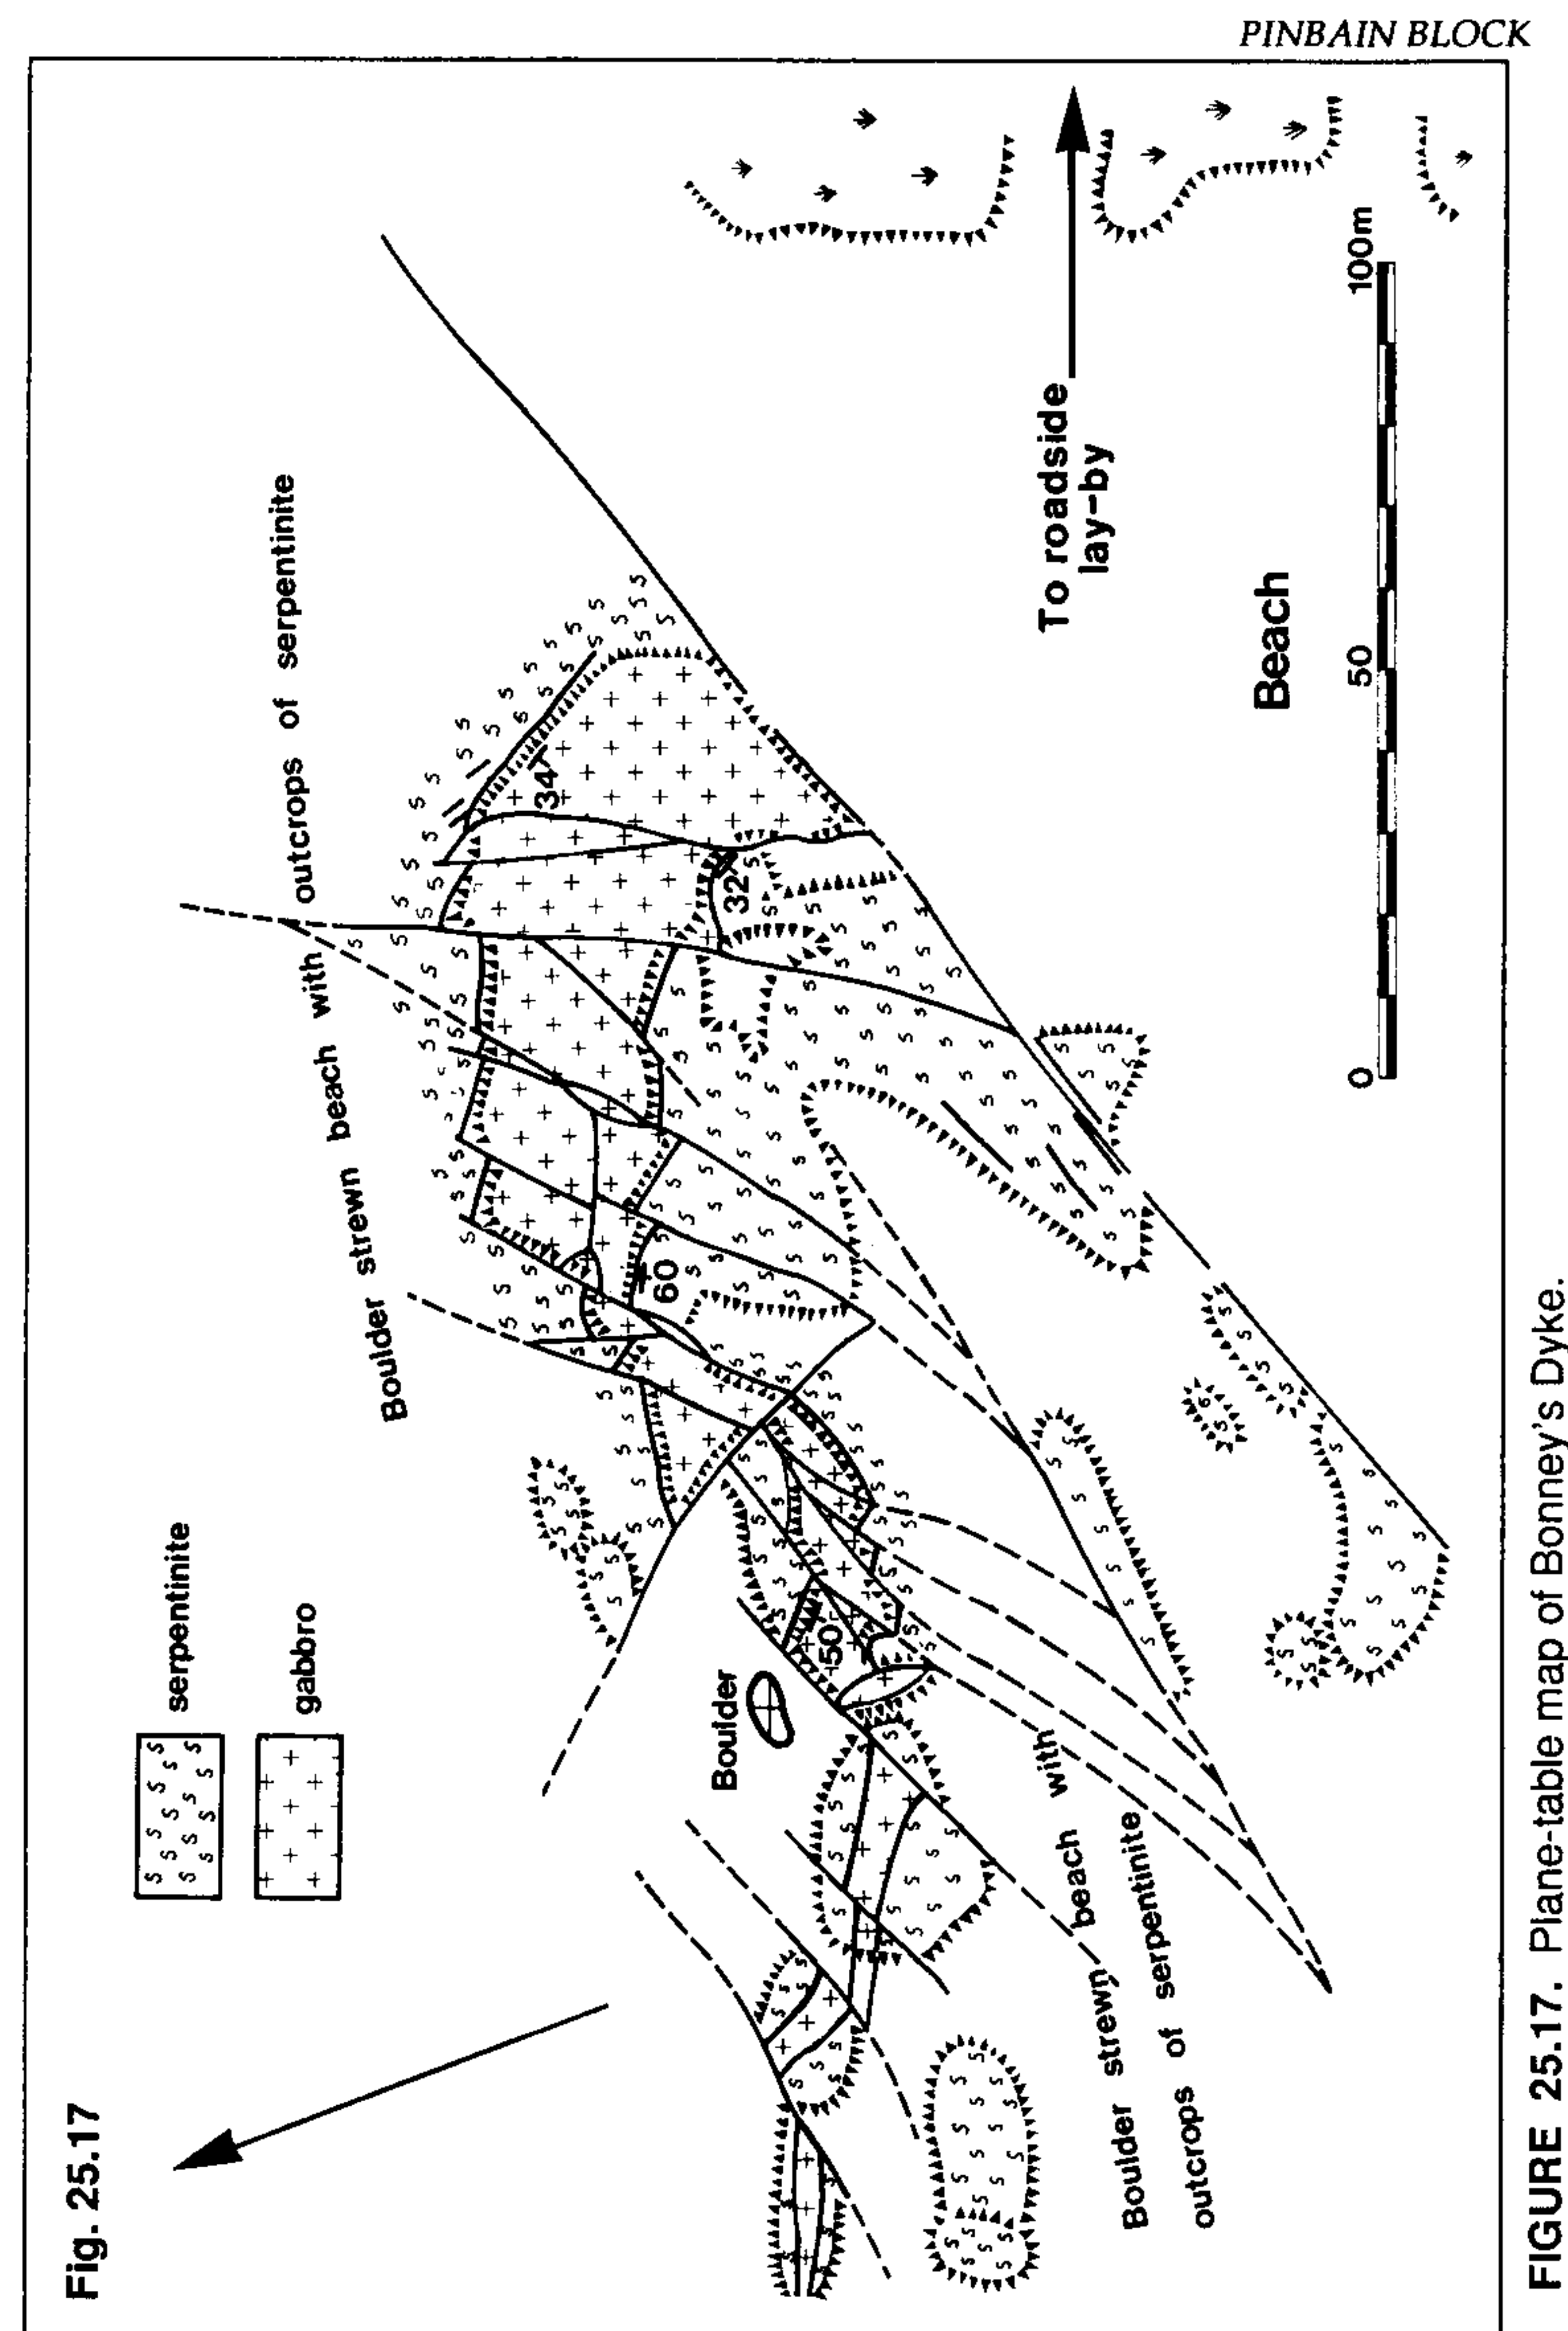 PINBAIN BLOCK
Fig. 25.17
serpentinite
gabbro
Boulder strewn beach with outcrops of serpentinite
34
32
60
50
Boulder
To roadside
lay-by
Beach
0
50
100m
Boulder strewn beach with
outcrops of serpentinite
FIGURE 25.17. Plane-table map of Bonney's Dyke.